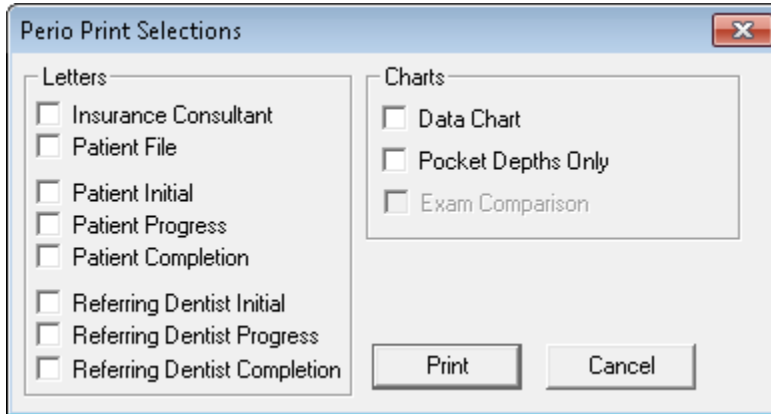 Perio Print Selections
Letters
Insurance Consultant
Patient File
Patient Initial
Patient Progress
Patient Completion
Referring Dentist Initial
Referring Dentist Progress
Referring Dentist Completion
Charts
Data Chart
Pocket Depths Only
Exam Comparison
Print
Cancel